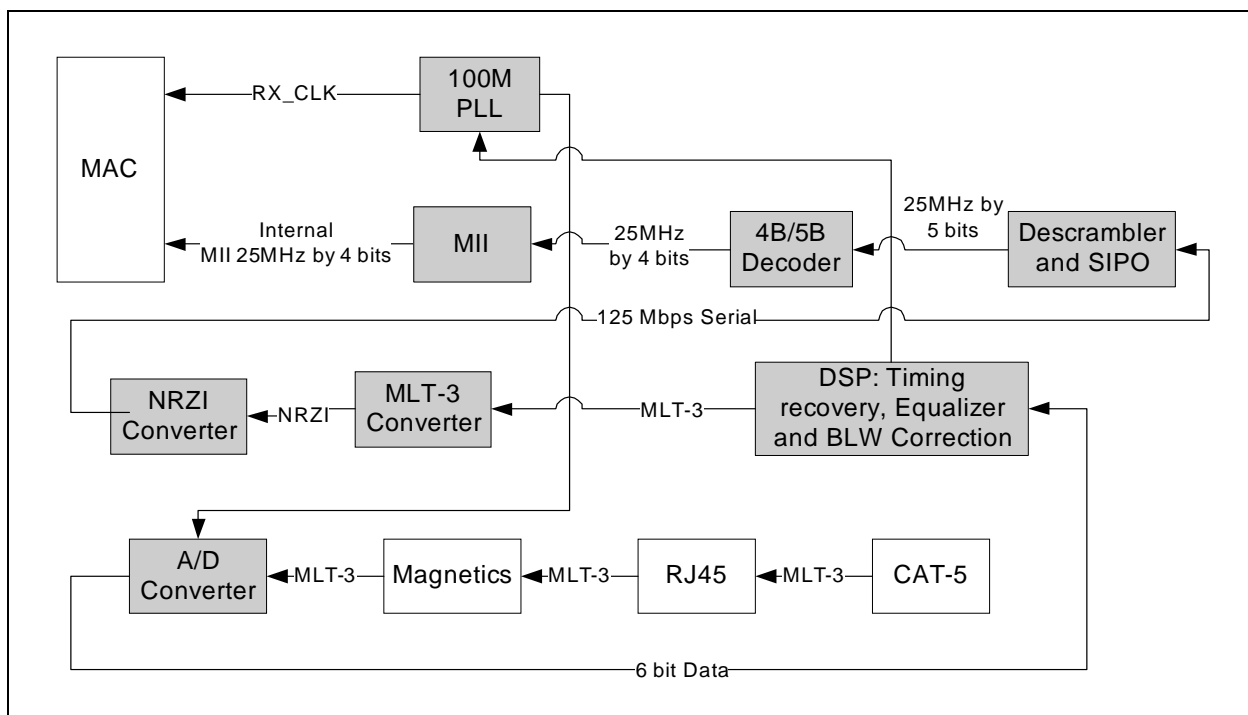 100M
PLL
RX_CLK
MAC
Internal
MII 25MHz by 4 bits
MII
25MHz
by 4 bits
4B/5B
Decoder
25MHz by
5 bits
Descrambler
and SIPO
125 Mbps Serial
NRZI
Converter
NRZI
MLT-3
Converter
MLT-3
DSP: Timing
recovery, Equalizer
and BLW Correction
A/D
Converter
MLT-3
Magnetics
MLT-3
RJ45
MLT-3
CAT-5
6 bit Data